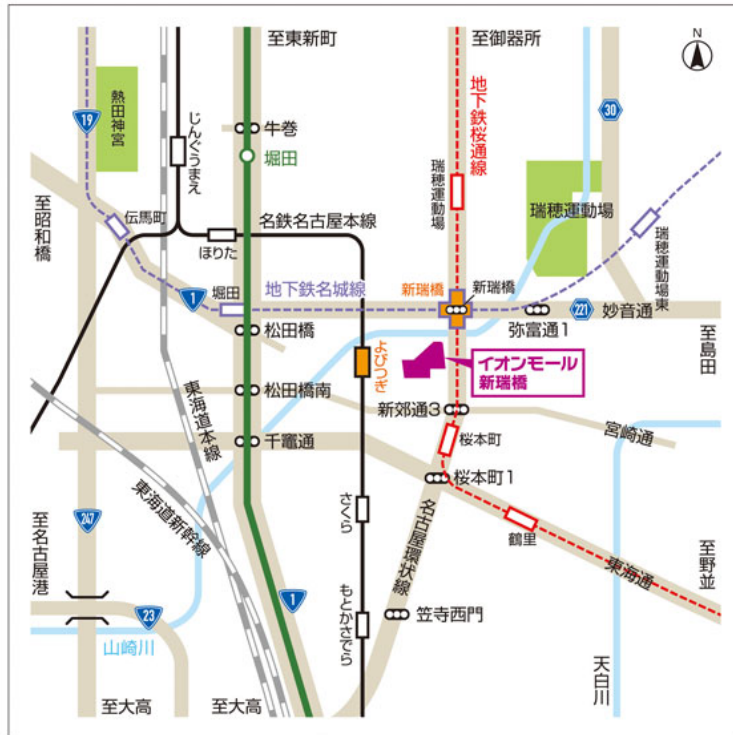 至東新町
至御器所
N
19
熱田神宮
じんぐうまえ
牛巻
堀田
地下鉄桜通線
瑞穂運動場
30
瑞穂運動場
瑞穂運動場東
至昭和橋
伝馬町
名鉄名古屋本線
ほりた
1
堀田
地下鉄名城線
新瑞橋
新瑞橋
221
妙音通
弥富通1
松田橋
よびつぎ
イオンモール
新瑞橋
至島田
松田橋南
新郊通3
宮崎通
東海道本線
千竈通
桜本町
桜本町1
東海道新幹線
247
至名古屋港
さくら
名古屋環状線
鶴里
東海通
至野並
23
1
もとかさでら
笠寺西門
山崎川
天白川
至大高
至大高